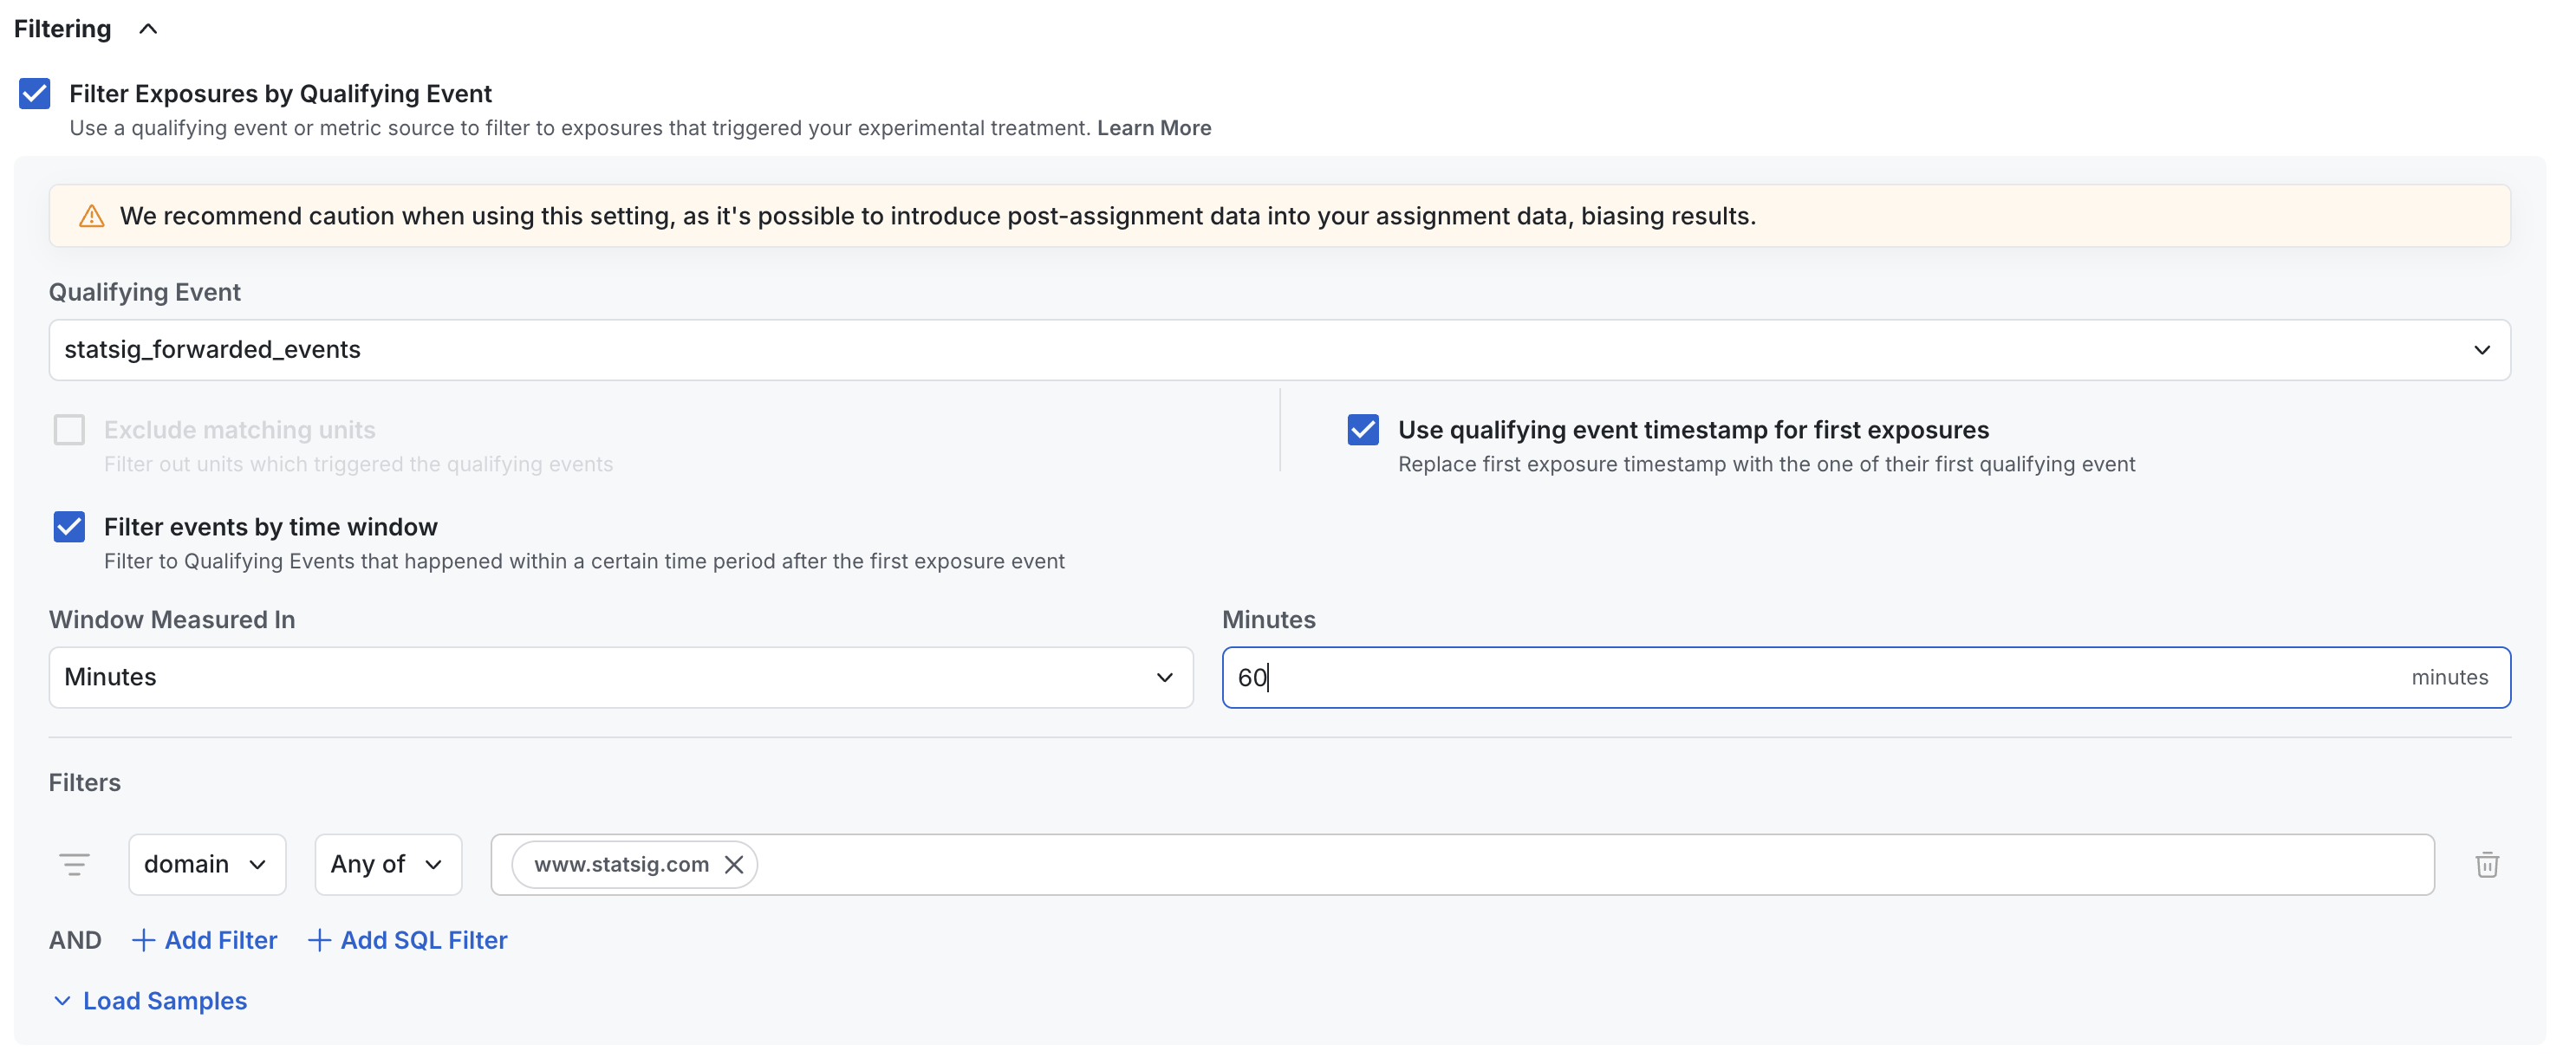 Filtering
Filter Exposures by Qualifying Event
Use a qualifying event or metric source to filter to exposures that triggered your experimental treatment. Learn More
We recommend caution when using this setting, as it's possible to introduce post-assignment data into your assignment data, biasing results.
Qualifying Event
statsig_forwarded_events
Exclude matching units
Filter out units which triggered the qualifying events
Use qualifying event timestamp for first exposures
Replace first exposure timestamp with the one of their first qualifying event
Filter events by time window
Filter to Qualifying Events that happened within a certain time period after the first exposure event
Window Measured In
Minutes
Minutes
60 minutes
Filters
domain Any of www.statsig.com
AND + Add Filter + Add SQL Filter
Load Samples